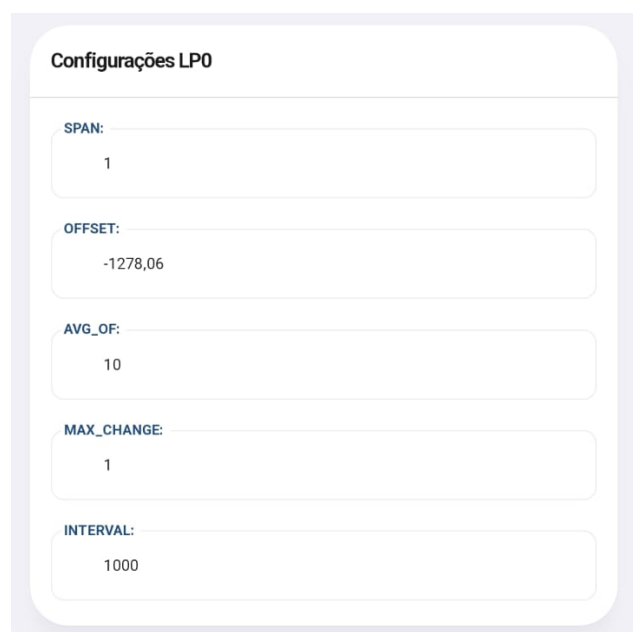 Configurações LP0
SPAN:
1
OFFSET:
-1278,06
AVG_OF:
10
MAX_CHANGE:
1
INTERVAL:
1000